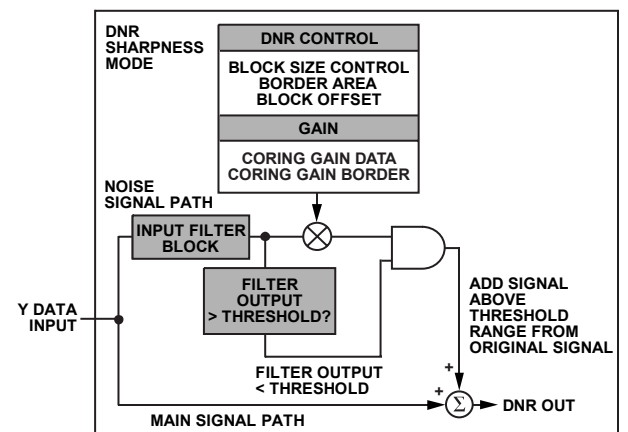 DNR
SHARPNESS
MODE
DNR CONTROL
BLOCK SIZE CONTROL
BORDER AREA
BLOCK OFFSET
GAIN
CORING GAIN DATA
CORING GAIN BORDER
NOISE
SIGNAL PATH
INPUT FILTER
BLOCK
FILTER
OUTPUT
> THRESHOLD?
Y DATA
INPUT
FILTER OUTPUT
< THRESHOLD
ADD SIGNAL
ABOVE
THRESHOLD
RANGE FROM
ORIGINAL SIGNAL
+
+
Σ
DNR OUT
MAIN SIGNAL PATH